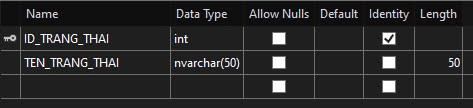 Name Data Type Allow Nulls Default Identity Length
ID_TRANG_THAI int
TEN_TRANG_THAI nvarchar(50) 50